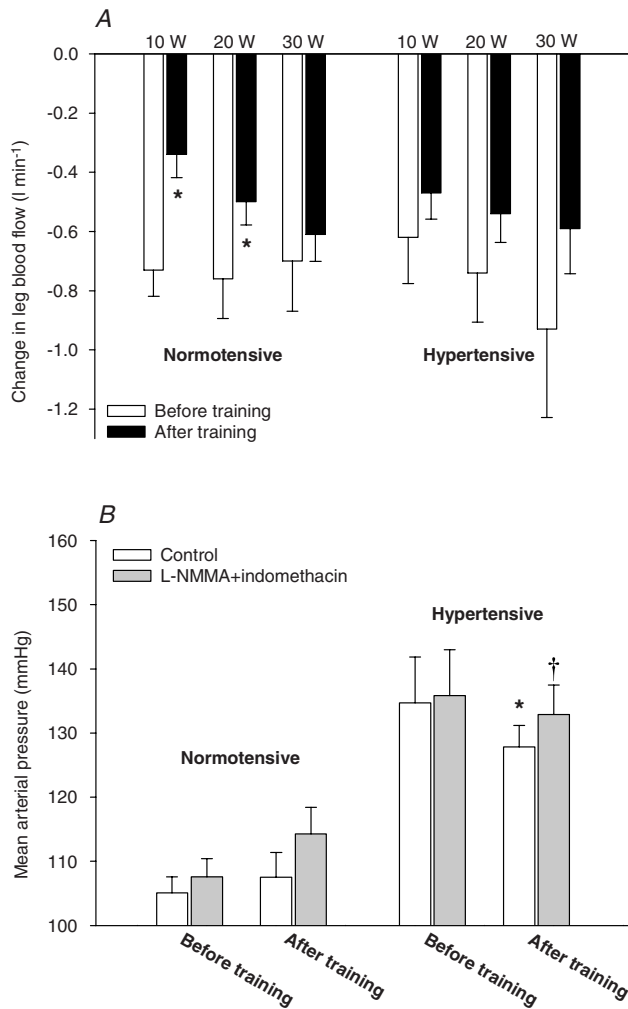 A
10 W 20 W 30 W 10 W 20 W 30 W
0.0
-0.2
-0.4
-0.6
-0.8
-1.0
-1.2
Change in leg blood flow (l min⁻¹)
*
*
Normotensive Hypertensive
Before training
After training
B
160
150
140
130
120
110
100
Mean arterial pressure (mmHg)
Control
L-NMMA+indomethacin
Hypertensive
†
*
Normotensive
Before training After training Before training After training